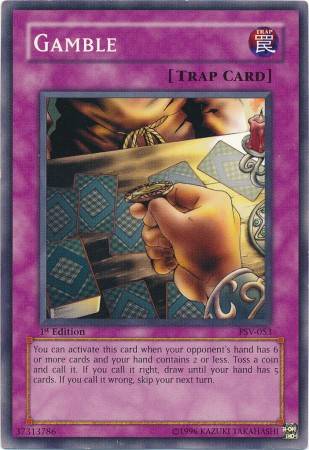 GAMBLE
TRAP
罠
[TRAP CARD]
1st Edition
PSV-053
You can activate this card when your opponent's hand has 6
or more cards and your hand contains 2 or less. Toss a coin
and call it. If you call it right, draw until your hand has 5
cards. If you call it wrong, skip your next turn.
37313786
©1996 KAZUKI TAKAHASHI